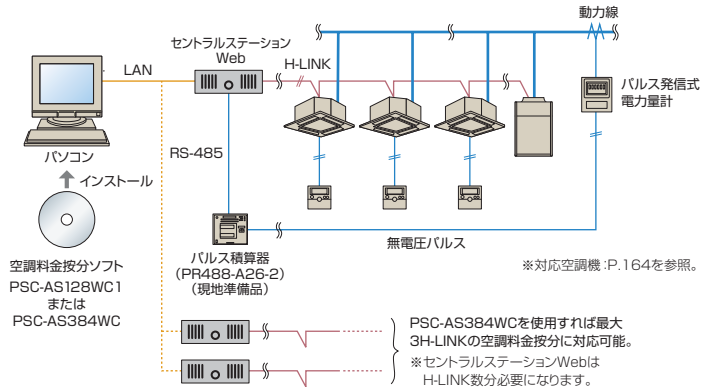 動力線
セントラルステーション
Web
LAN
H-LINK
パルス発信式
電力量計
パソコン
RS-485
インストール
無電圧パルス
空調料金按分ソフト
PSC-AS128WC1
または
PSC-AS384WC
パルス積算器
(PR488-A26-2)
(現地準備品)
※対応空調機:P.164を参照。
PSC-AS384WCを使用すれば最大
3H-LINKの空調料金按分に対応可能。
※セントラルステーションWebは
H-LINK数分必要になります。